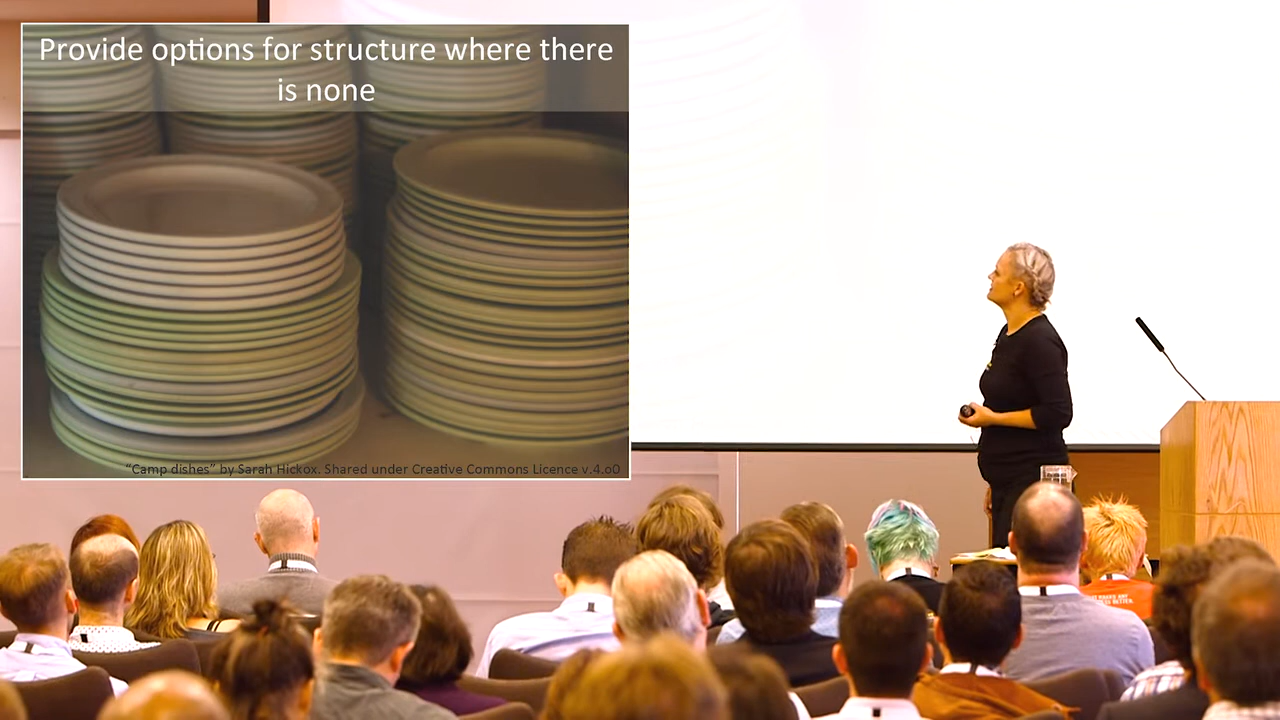 Provide options for structure where there
is none
“Camp dishes” by Sarah Hickox. Shared under Creative Commons Licence v.4.o0